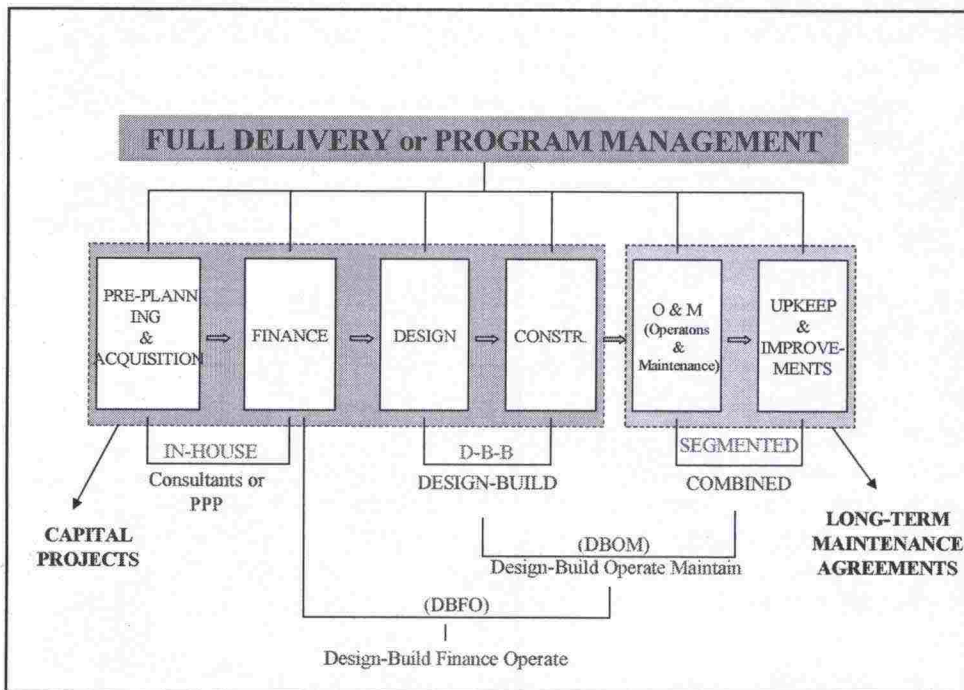 FULL DELIVERY or PROGRAM MANAGEMENT
PRE-PLANN
ING
&
ACQUISITION
FINANCE
DESIGN
CONSTR.
O & M
(Operatons
&
Maintenance)
UPKEEP
&
IMPROVE-
MENTS
IN-HOUSE
Consultants or
PPP
D-B-B
DESIGN-BUILD
SEGMENTED
COMBINED
CAPITAL
PROJECTS
LONG-TERM
MAINTENANCE
AGREEMENTS
(DBOM)
Design-Build Operate Maintain
(DBFO)
Design-Build Finance Operate